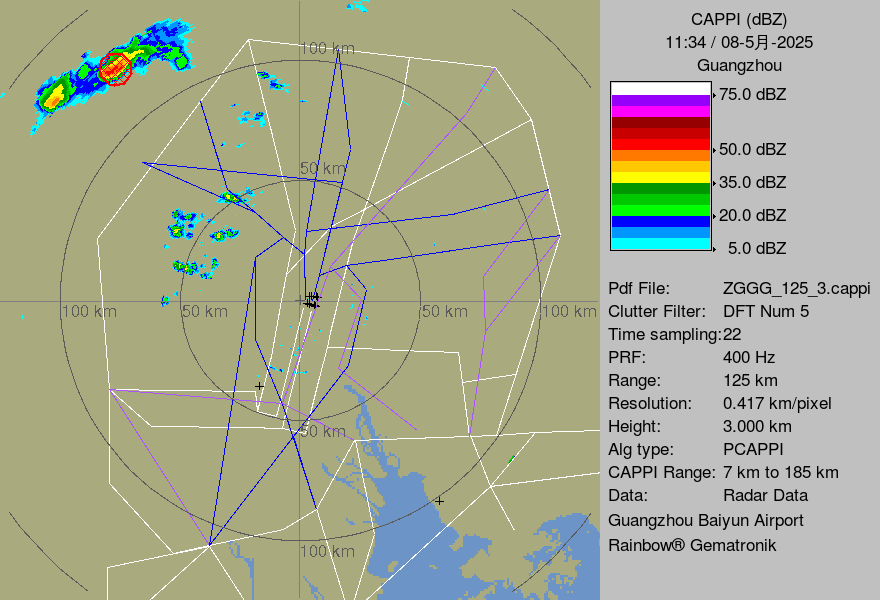 100 km
50 km
100 km
50 km
50 km
100 km
50 km
100 km
CAPPI (dBZ)
11:34 / 08-5月-2025
Guangzhou
75.0 dBZ
50.0 dBZ
35.0 dBZ
20.0 dBZ
5.0 dBZ
Pdf File: ZGGG_125_3.cappi
Clutter Filter: DFT Num 5
Time sampling:22
PRF: 400 Hz
Range: 125 km
Resolution: 0.417 km/pixel
Height: 3.000 km
Alg type: PCAPPI
CAPPI Range: 7 km to 185 km
Data: Radar Data
Guangzhou Baiyun Airport
Rainbow® Gematronik